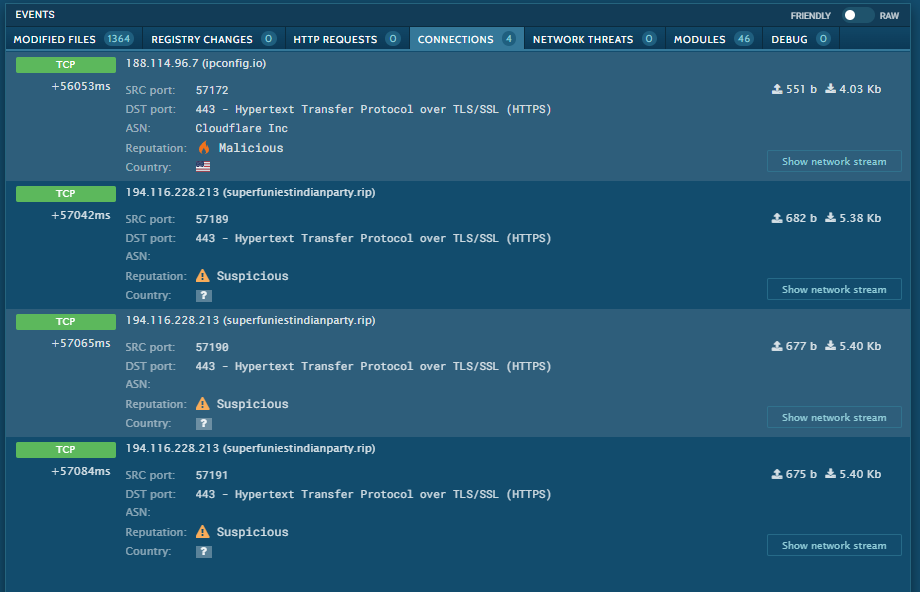 EVENTS FRIENDLY RAW
MODIFIED FILES 1364 REGISTRY CHANGES 0 HTTP REQUESTS 0 CONNECTIONS 4 NETWORK THREATS 0 MODULES 46 DEBUG 0
TCP 188.114.96.7 (ipconfig.io)
+56053ms
SRC port: 57172 551 b 4.03 Kb
DST port: 443 - Hypertext Transfer Protocol over TLS/SSL (HTTPS)
ASN: Cloudflare Inc
Reputation: Malicious
Country:
Show network stream
TCP 194.116.228.213 (superfuniestindianparty.rip)
+57042ms
SRC port: 57189 682 b 5.38 Kb
DST port: 443 - Hypertext Transfer Protocol over TLS/SSL (HTTPS)
ASN:
Reputation: Suspicious
Country: ?
Show network stream
TCP 194.116.228.213 (superfuniestindianparty.rip)
+57065ms
SRC port: 57190 677 b 5.40 Kb
DST port: 443 - Hypertext Transfer Protocol over TLS/SSL (HTTPS)
ASN:
Reputation: Suspicious
Country: ?
Show network stream
TCP 194.116.228.213 (superfuniestindianparty.rip)
+57084ms
SRC port: 57191 675 b 5.40 Kb
DST port: 443 - Hypertext Transfer Protocol over TLS/SSL (HTTPS)
ASN:
Reputation: Suspicious
Country: ?
Show network stream